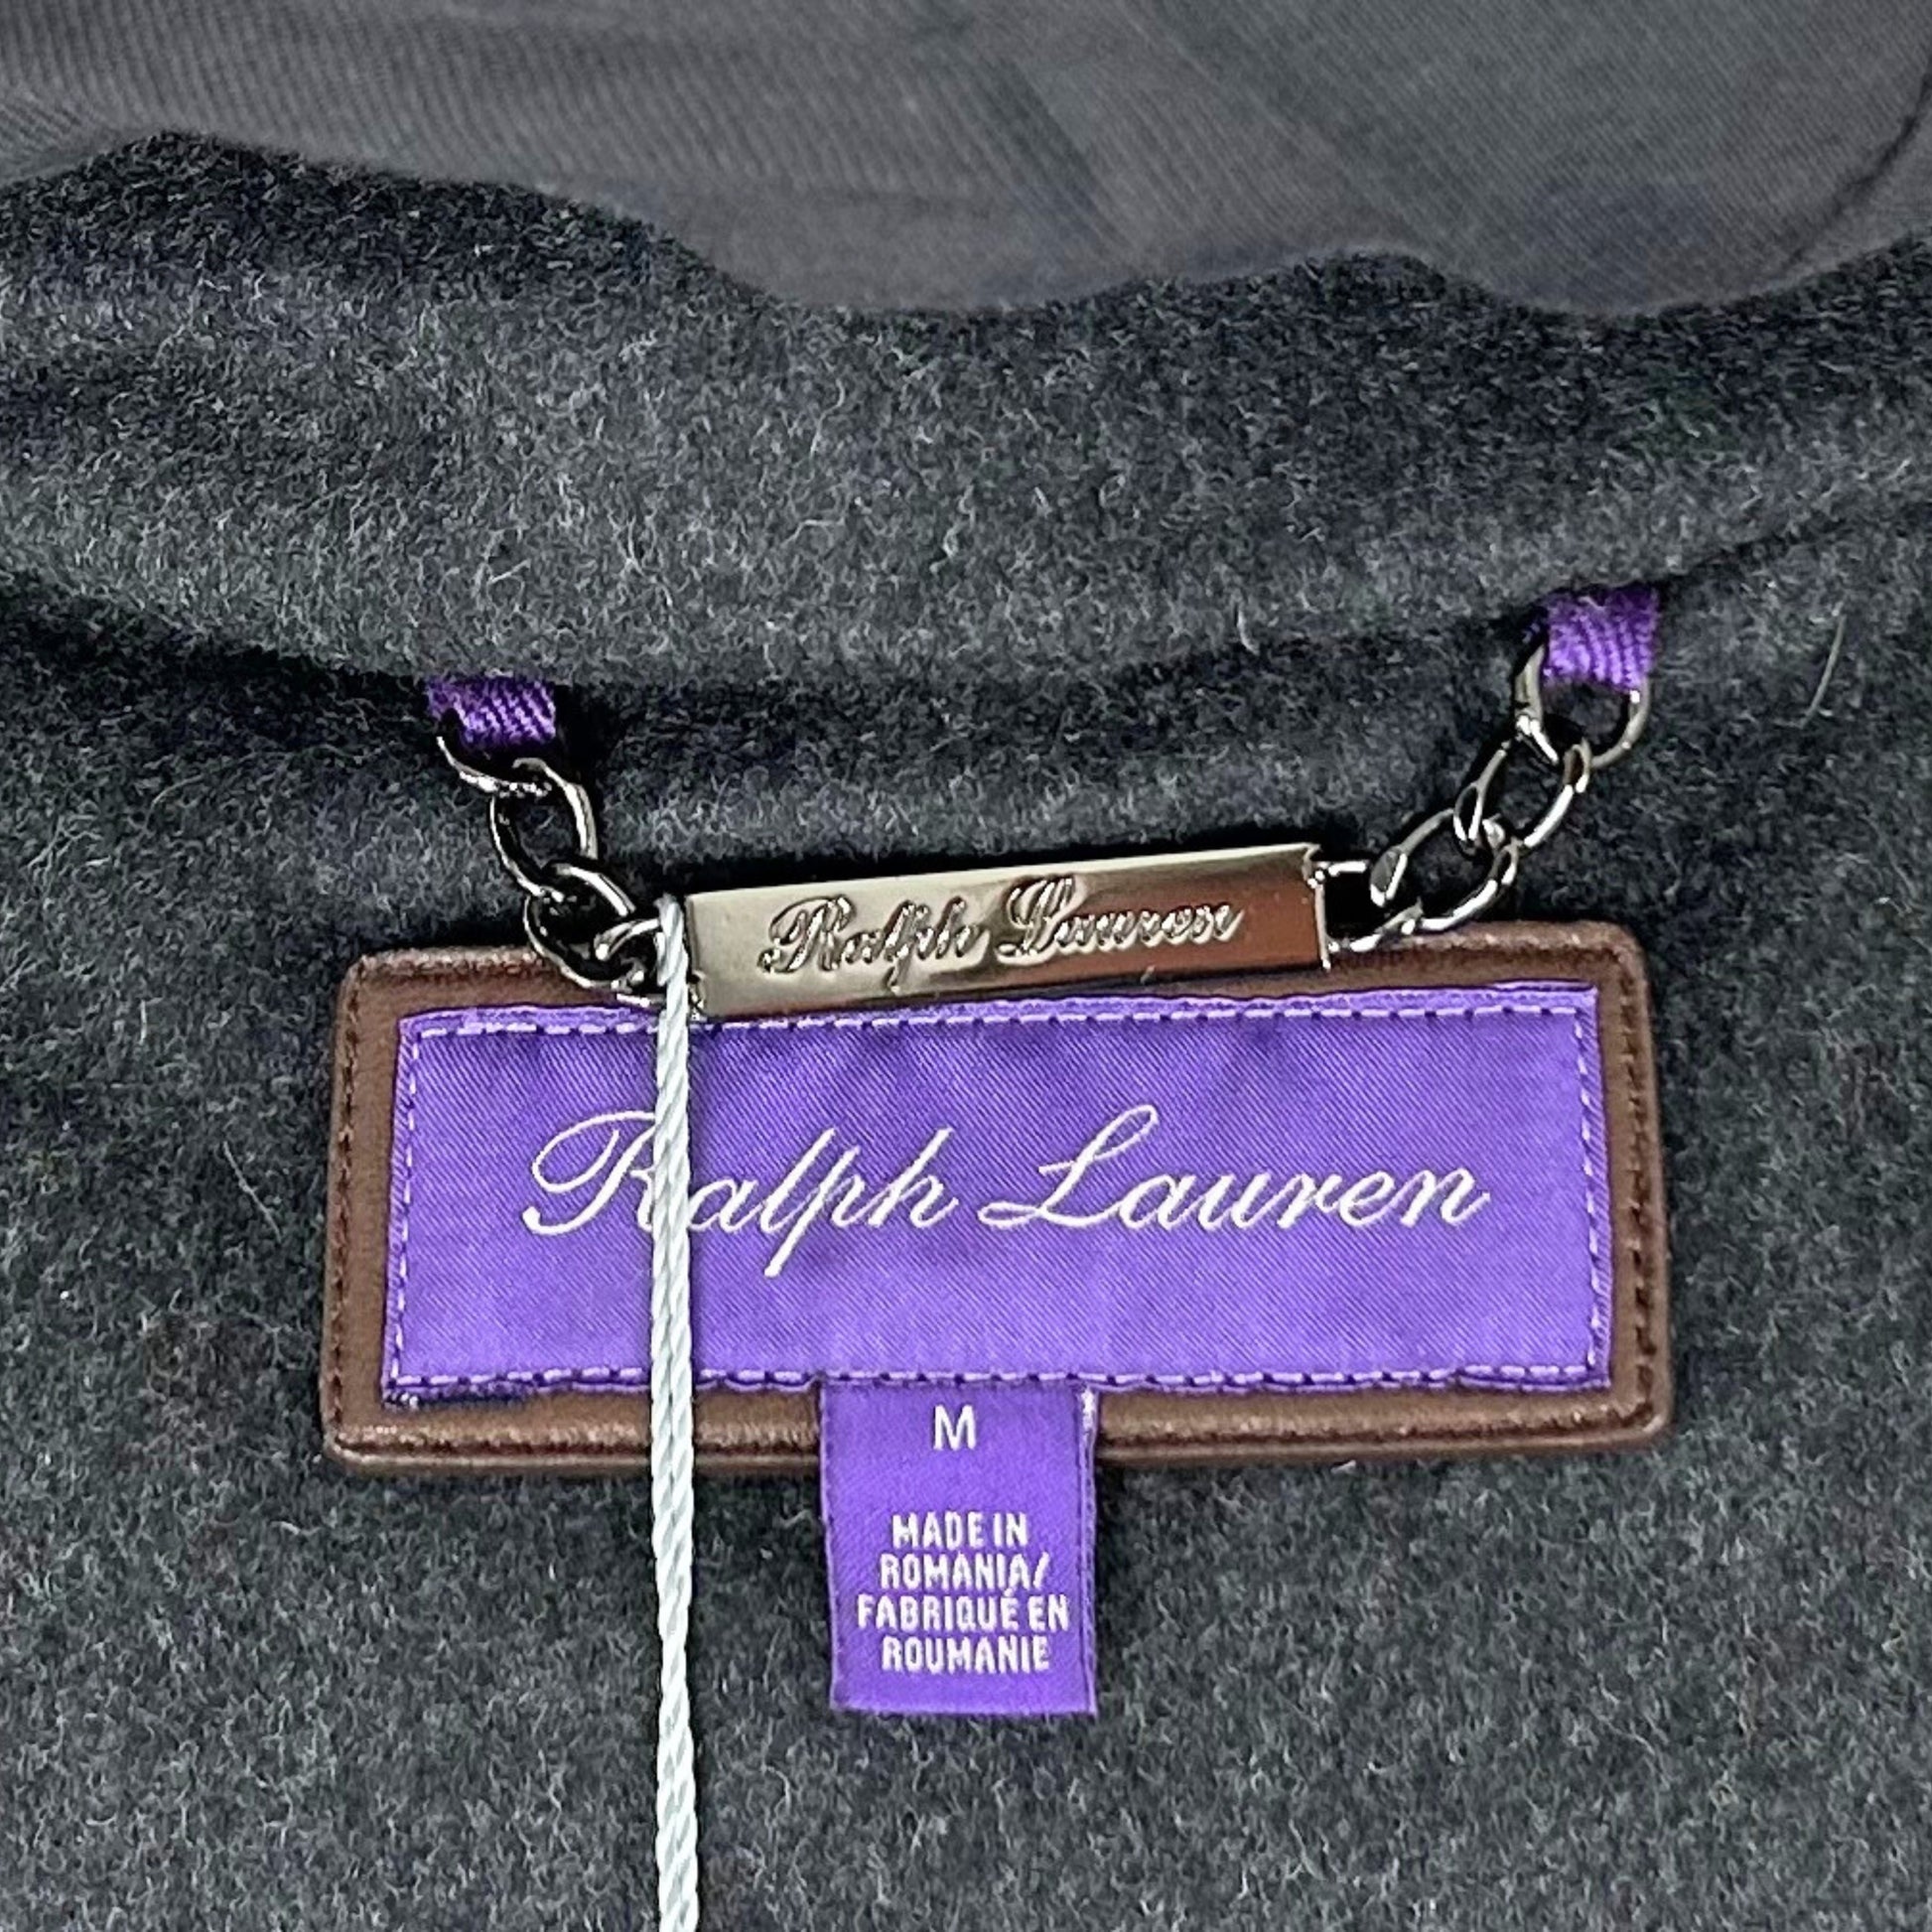 Ralph Lauren
Ralph Lauren
M
MADE IN
ROMANIA/
FABRIQUÉ EN
ROUMANIE